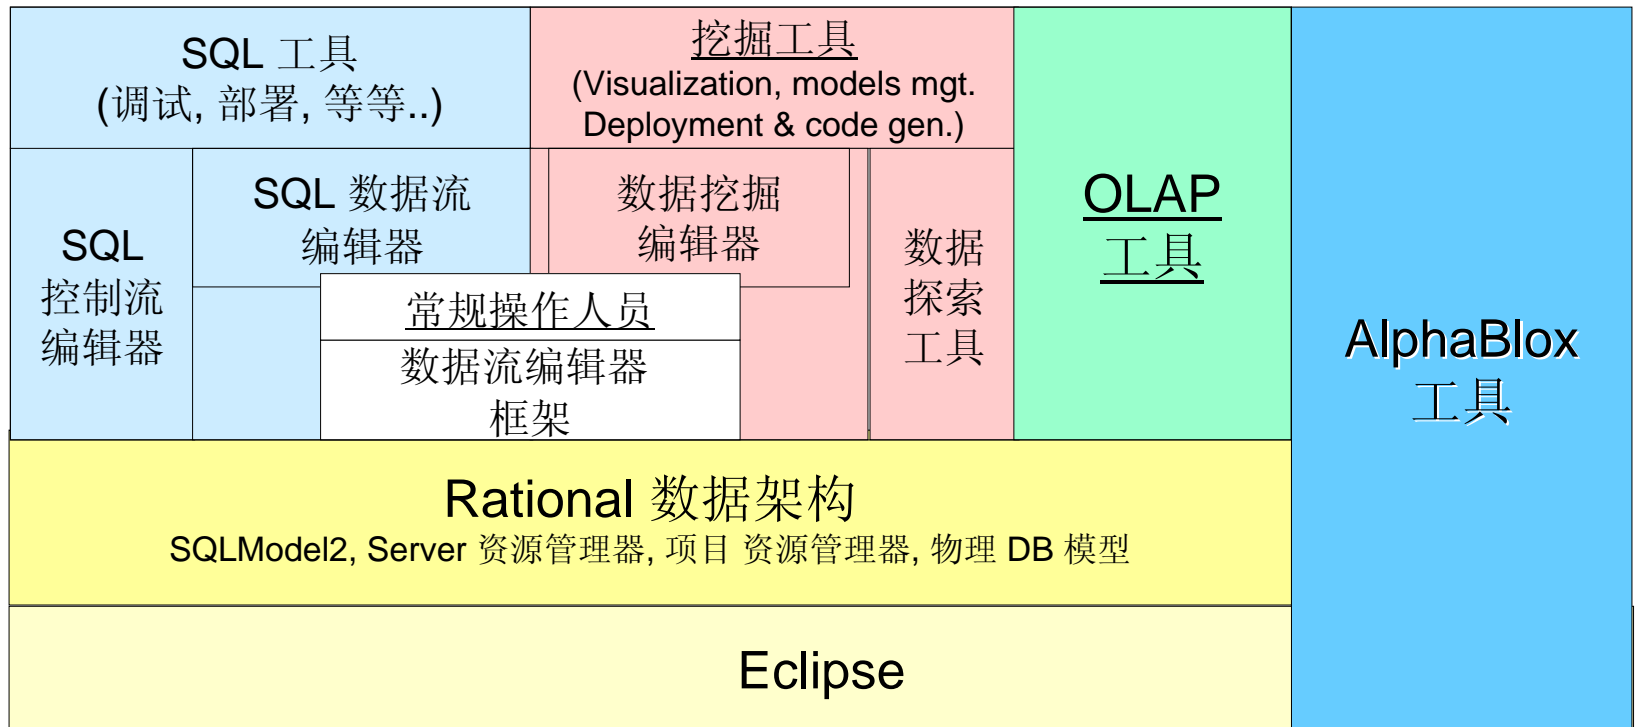 SQL 工具
(调试, 部署, 等等..)
挖掘工具
(Visualization, models mgt.
Deployment & code gen.)
SQL
控制流
编辑器
SQL 数据流
编辑器
数据挖掘
编辑器
数据
探索
工具
常规操作人员
数据流编辑器
框架
OLAP
工具
AlphaBlox
工具
Rational 数据架构
SQLModel2, Server 资源管理器, 项目 资源管理器, 物理 DB 模型
Eclipse